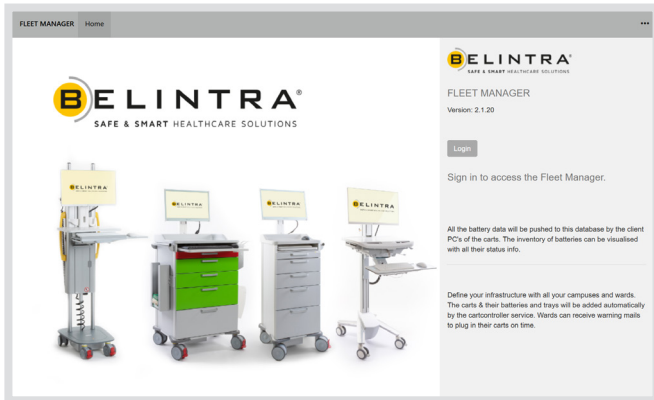 FLEET MANAGER Home ...
BELINTRA®
SAFE & SMART HEALTHCARE SOLUTIONS
BELINTRA
BELINTRA
BELINTRA
BELINTRA
BELINTRA®
SAFE & SMART HEALTHCARE SOLUTIONS
FLEET MANAGER
Version: 2.1.20
Login
Sign in to access the Fleet Manager.
All the battery data will be pushed to this database by the client
PC's of the carts. The inventory of batteries can be visualised
with all their status info.
Define your infrastructure with all your campuses and wards.
The carts & their batteries and trays will be added automatically
by the cartcontroller service. Wards can receive warning mails
to plug in their carts on time.